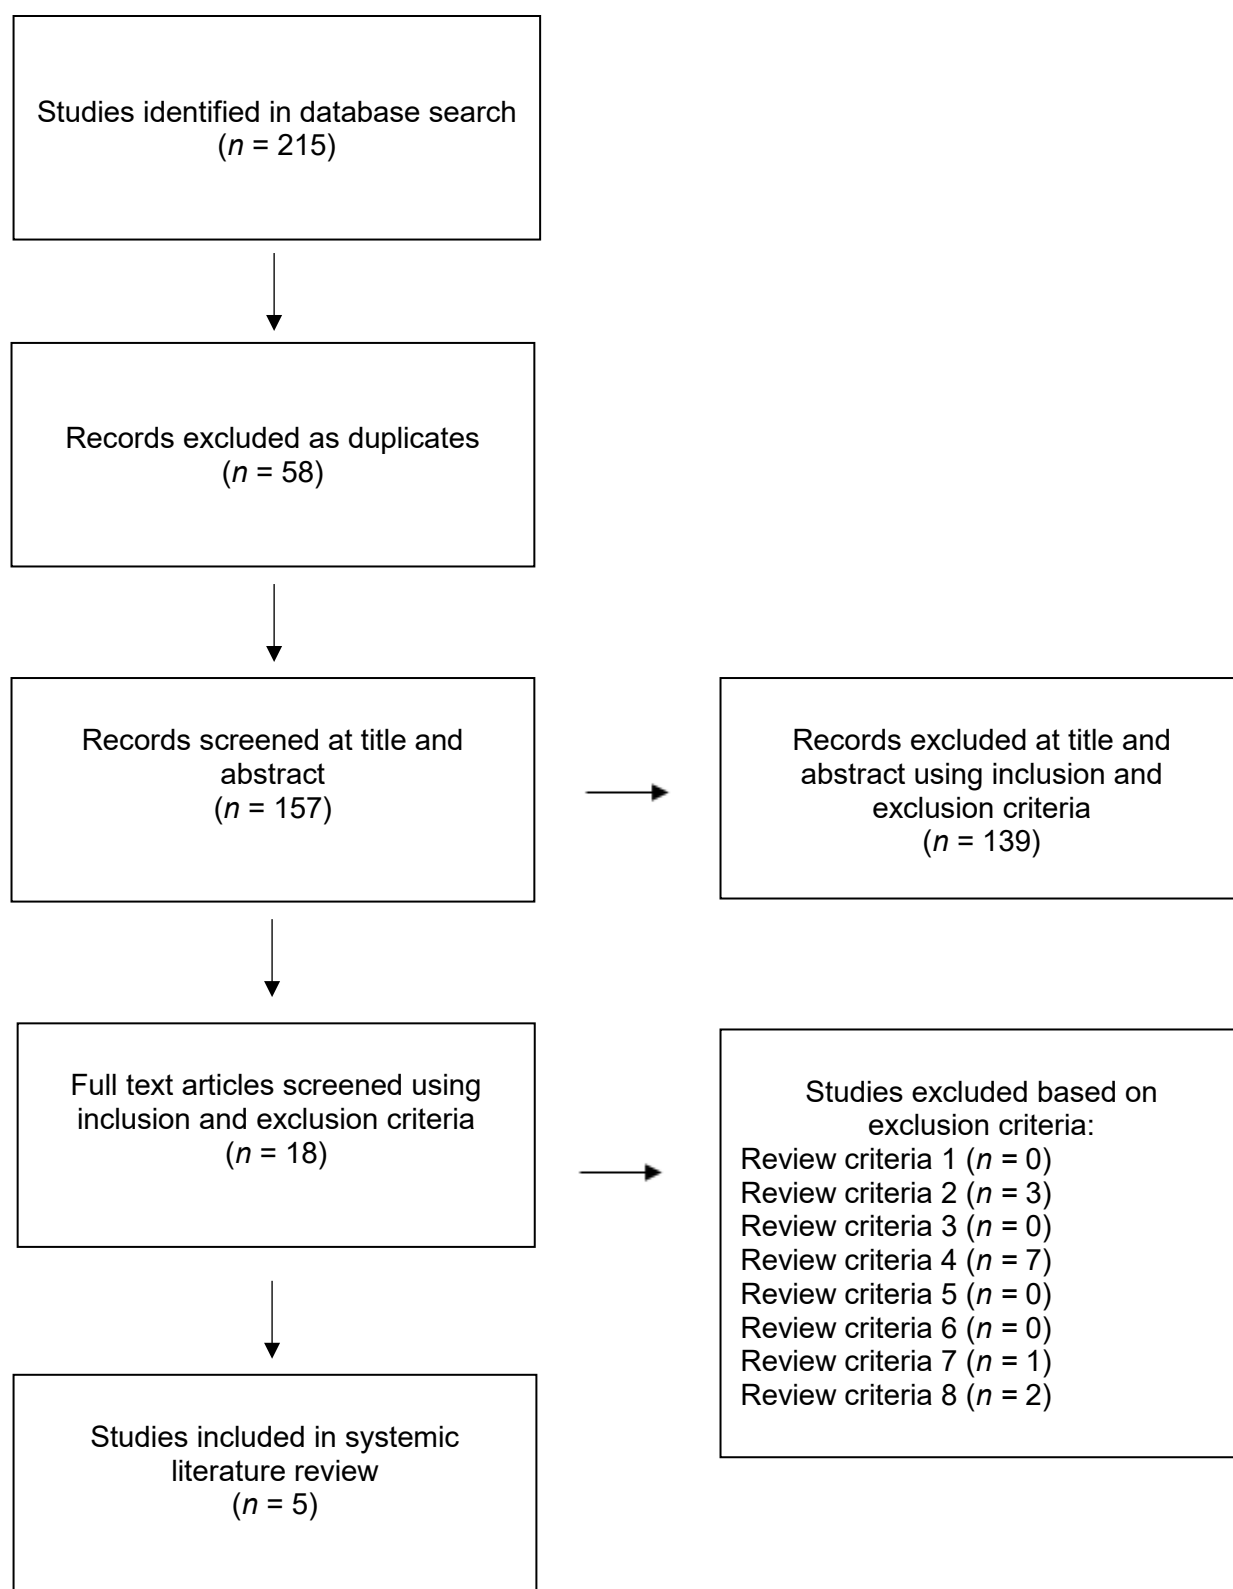 Studies identified in database search
(n = 215)
Records excluded as duplicates
(n = 58)
Records screened at title and
abstract
(n = 157)
Records excluded at title and
abstract using inclusion and
exclusion criteria
(n = 139)
Full text articles screened using
inclusion and exclusion criteria
(n = 18)
Studies excluded based on
exclusion criteria:
Review criteria 1 (n = 0)
Review criteria 2 (n = 3)
Review criteria 3 (n = 0)
Review criteria 4 (n = 7)
Review criteria 5 (n = 0)
Review criteria 6 (n = 0)
Review criteria 7 (n = 1)
Review criteria 8 (n = 2)
Studies included in systemic
literature review
(n = 5)